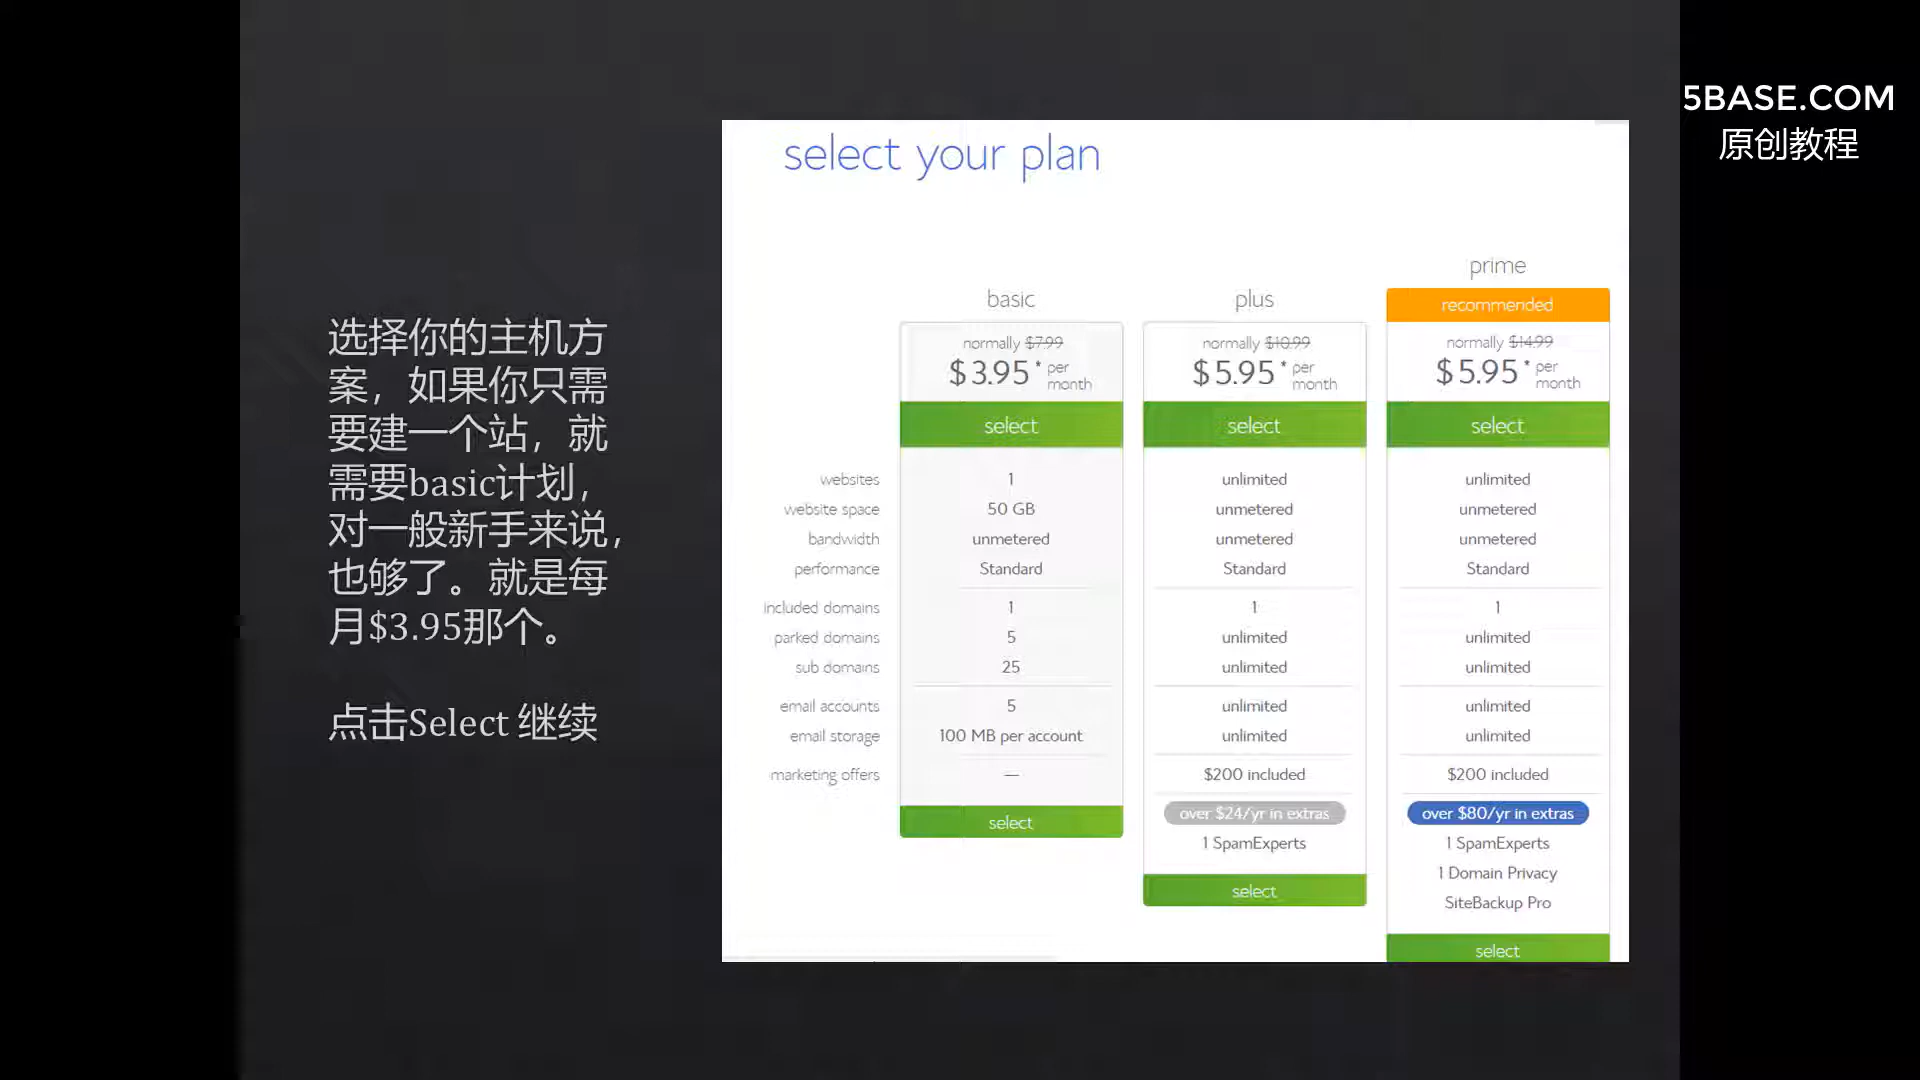 5BASE.COM
原创教程
选择你的主机方
案，如果你只需
要建一个站，就
需要basic计划，
对一般新手来说，
也够了。就是每
月$3.95那个。
点击Select 继续
select your plan
basic
plus
prime
recommended
normally $7.99
$3.95 * per month
normally $10.99
$5.95 * per month
normally $14.99
$5.95 * per month
select select select
websites 1 unlimited unlimited
website space 50 GB unmetered unmetered
bandwidth unmetered unmetered unmetered
performance Standard Standard Standard
included domains 1 1 1
parked domains 5 unlimited unlimited
sub domains 25 unlimited unlimited
email accounts 5 unlimited unlimited
email storage 100 MB per account unlimited unlimited
marketing offers — $200 included $200 included
over $24/yr in extras over $80/yr in extras
select
1 SpamExperts 1 SpamExperts
1 Domain Privacy
select
SiteBackup Pro
select